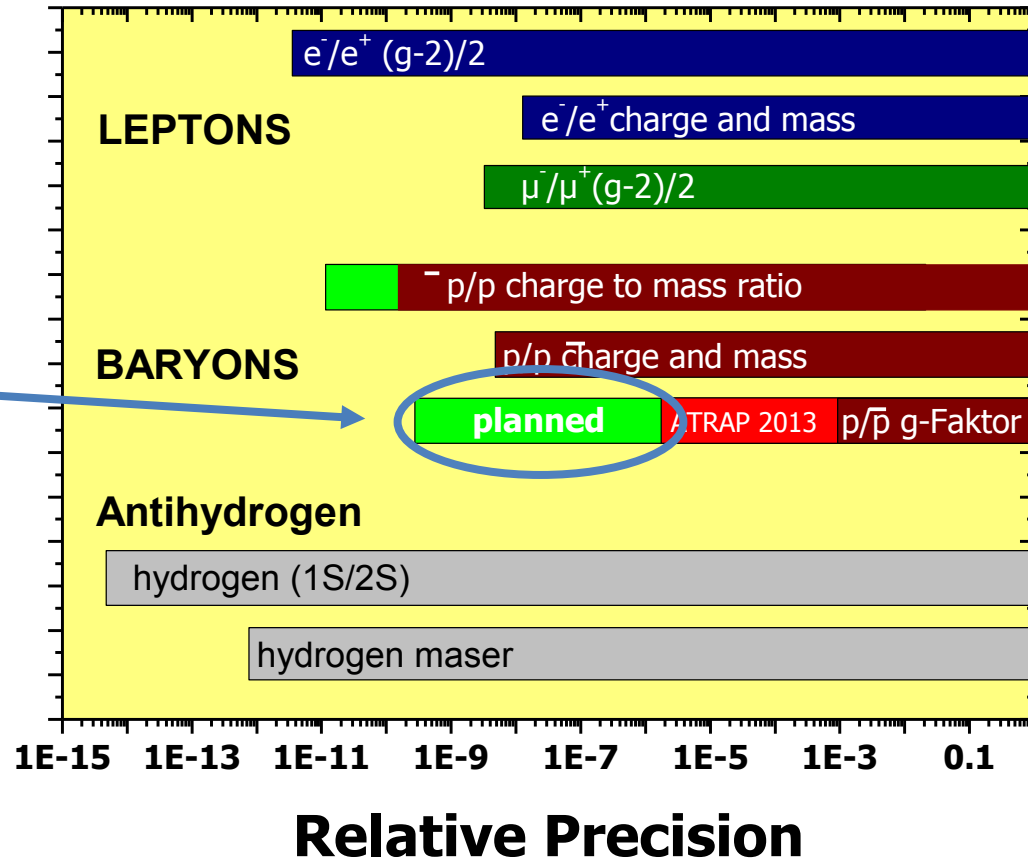 e⁻/e⁺ (g-2)/2
LEPTONS
e⁻/e⁺charge and mass
μ⁻/μ⁺(g-2)/2
p̄/p charge to mass ratio
BARYONS
p/p̄ charge and mass
planned
ATRAP 2013
p/p̄ g-Faktor
Antihydrogen
hydrogen (1S/2S)
hydrogen maser
1E-15 1E-13 1E-11 1E-9 1E-7 1E-5 1E-3 0.1
Relative Precision